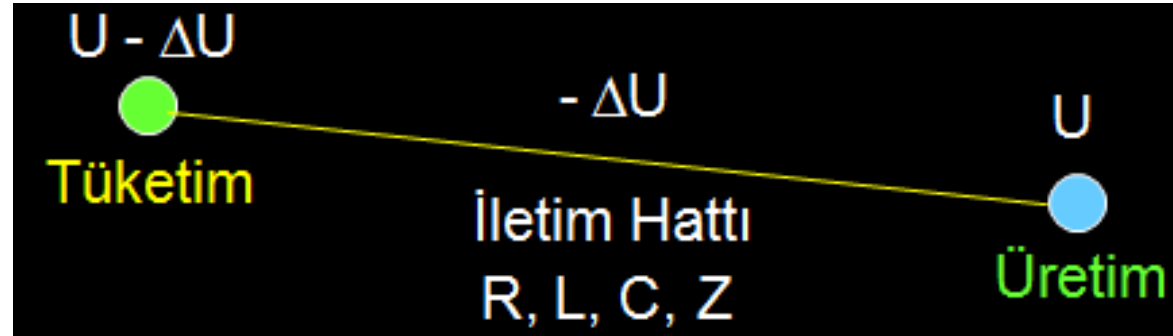 U - ΔU
- ΔU
U
Tüketim
İletim Hattı
Üretim
R, L, C, Z